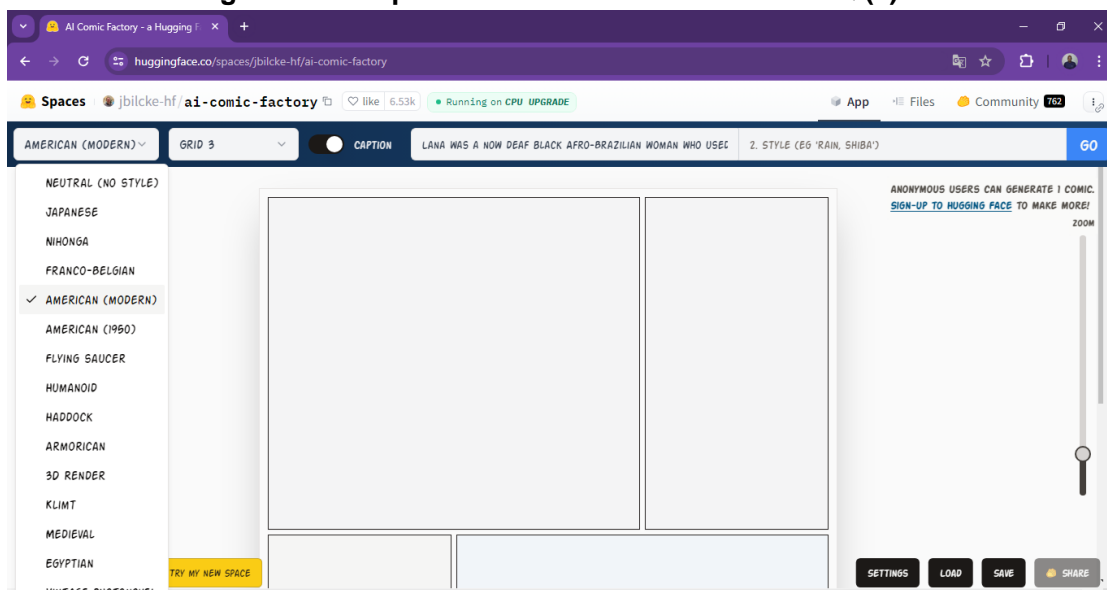 AI Comic Factory - a Hugging F
huggingface.co/spaces/jbilcke-hf/ai-comic-factory
Spaces jbilcke-hf/ai-comic-factory like 6.53k Running on CPU UPGRADE App Files Community 762
AMERICAN (MODERN) GRID 3 CAPTION LANA WAS A NOW DEAF BLACK AFRO-BRAZILIAN WOMAN WHO USED 2. STYLE (EG 'RAIN, SHIBA') GO
NEUTRAL (NO STYLE)
JAPANESE
NIHONGA
FRANCO-BELGIAN
AMERICAN (MODERN)
AMERICAN (1950)
FLYING SAUCER
HUMANOID
HADDOCK
ARMORICAN
3D RENDER
KLIMT
MEDIEVAL
EGYPTIAN
ANONYMOUS USERS CAN GENERATE 1 COMIC.
SIGN-UP TO HUGGING FACE TO MAKE MORE!
ZOOM
TRY MY NEW SPACE
SETTINGS LOAD SAVE SHARE